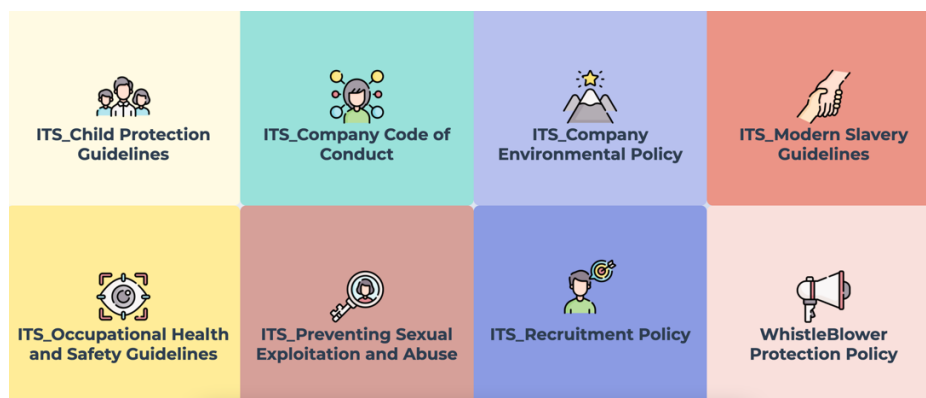 ITS_Child Protection
Guidelines
ITS_Company Code of
Conduct
ITS_Company
Environmental Policy
ITS_Modern Slavery
Guidelines
ITS_Occupational Health
and Safety Guidelines
ITS_Preventing Sexual
Exploitation and Abuse
ITS_Recruitment Policy
WhistleBlower
Protection Policy